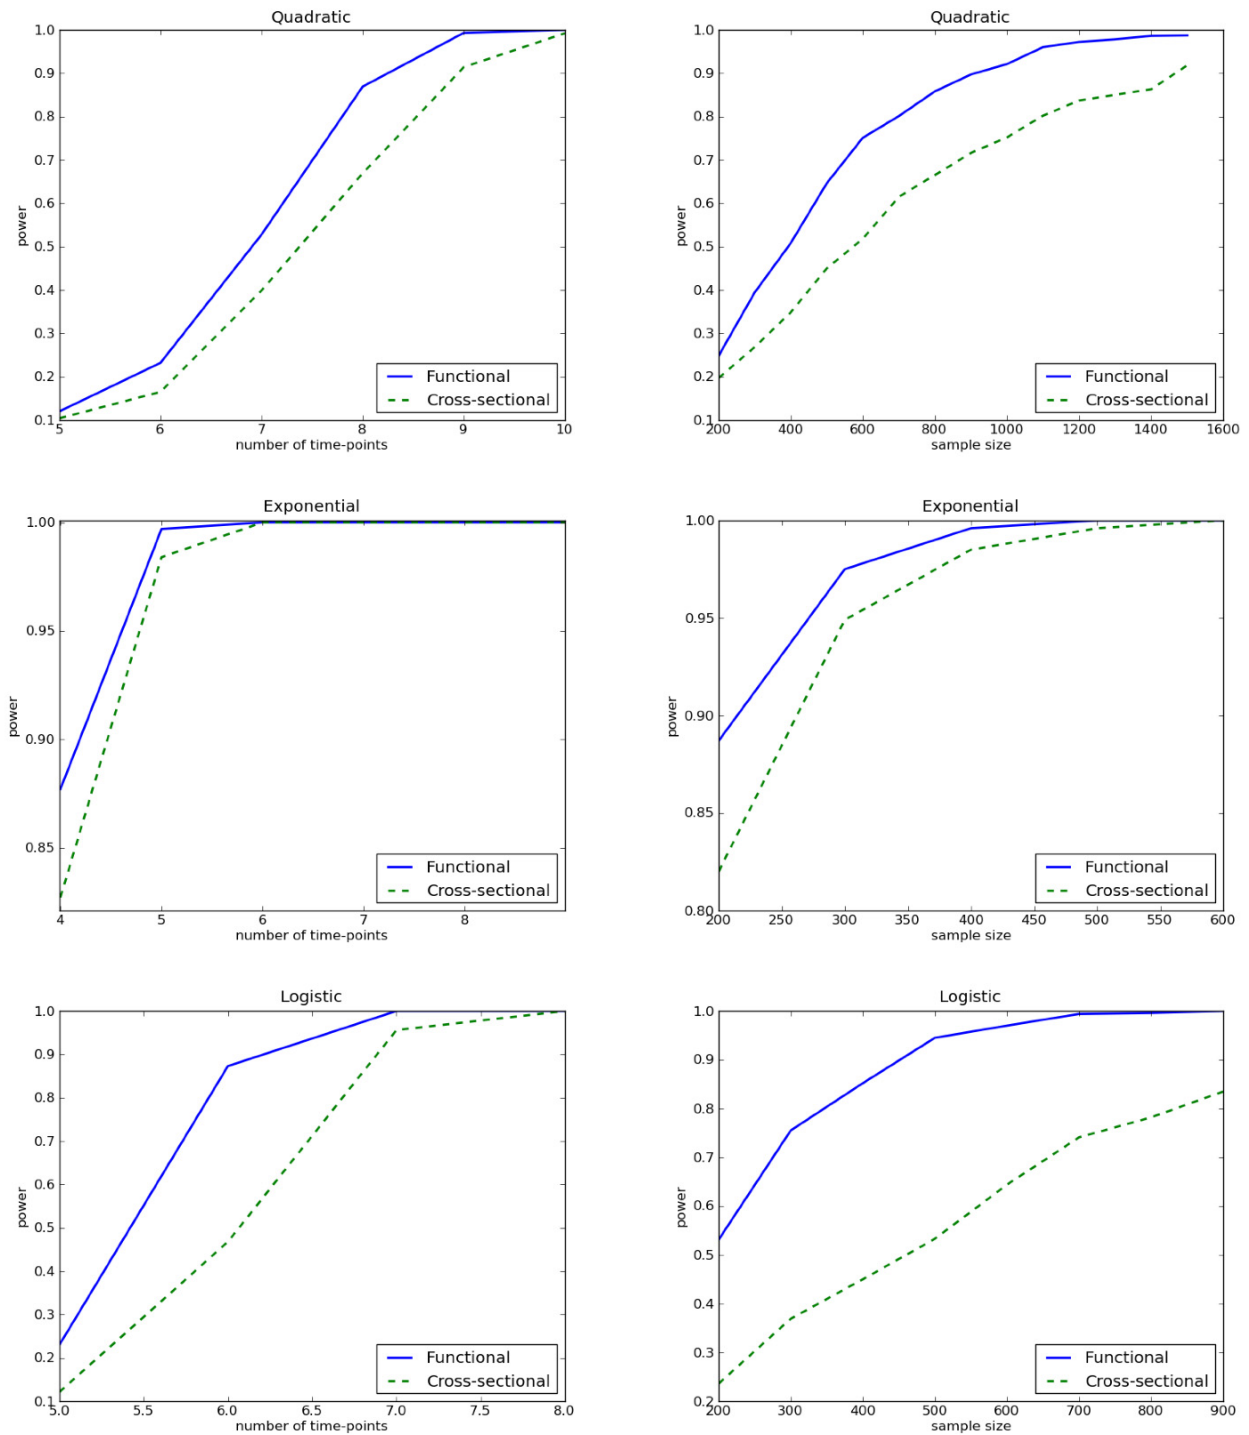 Quadratic
1.0
0.9
0.8
0.7
0.6
0.5
0.4
0.3
0.2
0.1
power
5 6 7 8 9 10
number of time-points
Functional
Cross-sectional
Quadratic
1.0
0.9
0.8
0.7
0.6
0.5
0.4
0.3
0.2
0.1
power
200 400 600 800 1000 1200 1400 1600
sample size
Functional
Cross-sectional
Exponential
1.00
0.95
0.90
0.85
power
4 5 6 7 8
number of time-points
Functional
Cross-sectional
Exponential
1.00
0.95
0.90
0.85
0.80
power
200 250 300 350 400 450 500 550 600
sample size
Functional
Cross-sectional
Logistic
1.0
0.9
0.8
0.7
0.6
0.5
0.4
0.3
0.2
0.1
power
5.0 5.5 6.0 6.5 7.0 7.5 8.0
number of time-points
Functional
Cross-sectional
Logistic
1.0
0.9
0.8
0.7
0.6
0.5
0.4
0.3
0.2
power
200 300 400 500 600 700 800 900
sample size
Functional
Cross-sectional